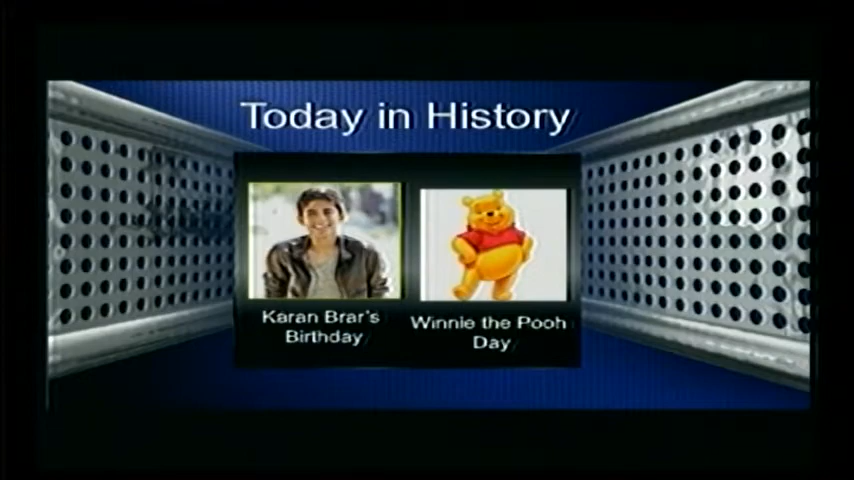 Today in History
Karan Brar's
Birthday
Winnie the Pooh
Day